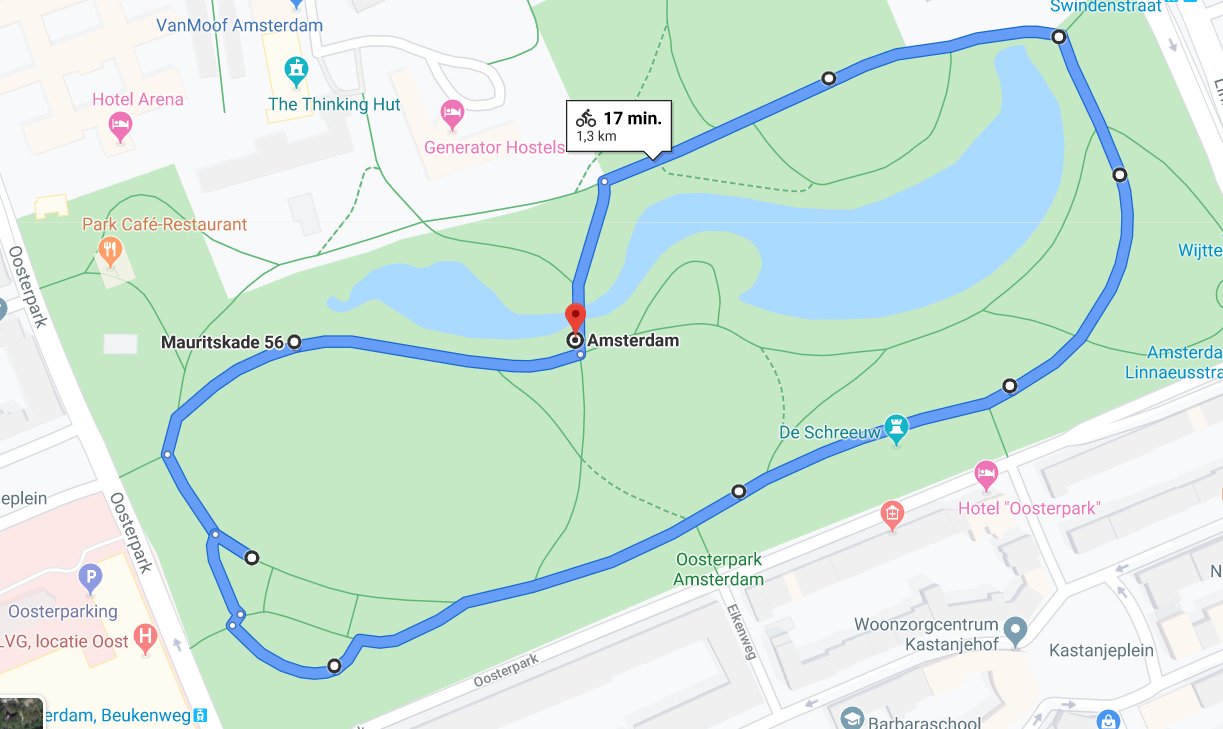 Swindenstraat
VanMoof Amsterdam
Hotel Arena
The Thinking Hut
Generator Hostels
17 min.
1,3 km
Park Café-Restaurant
Oosterpark
Wijtte
Mauritskade 56
Amsterdam
Amsterda
Linnaeusstra
De Schreeuw
eplein
Oosterpark
Hotel "Oosterpark"
P
Oosterpark
Amsterdam
Oosterparking
H
LVG, locatie Oost
Eikenweg
Woonzorgcentrum
Kastanjehof
Kastanjeplein
Oosterpark
erdam, Beukenweg
Barbaraschool